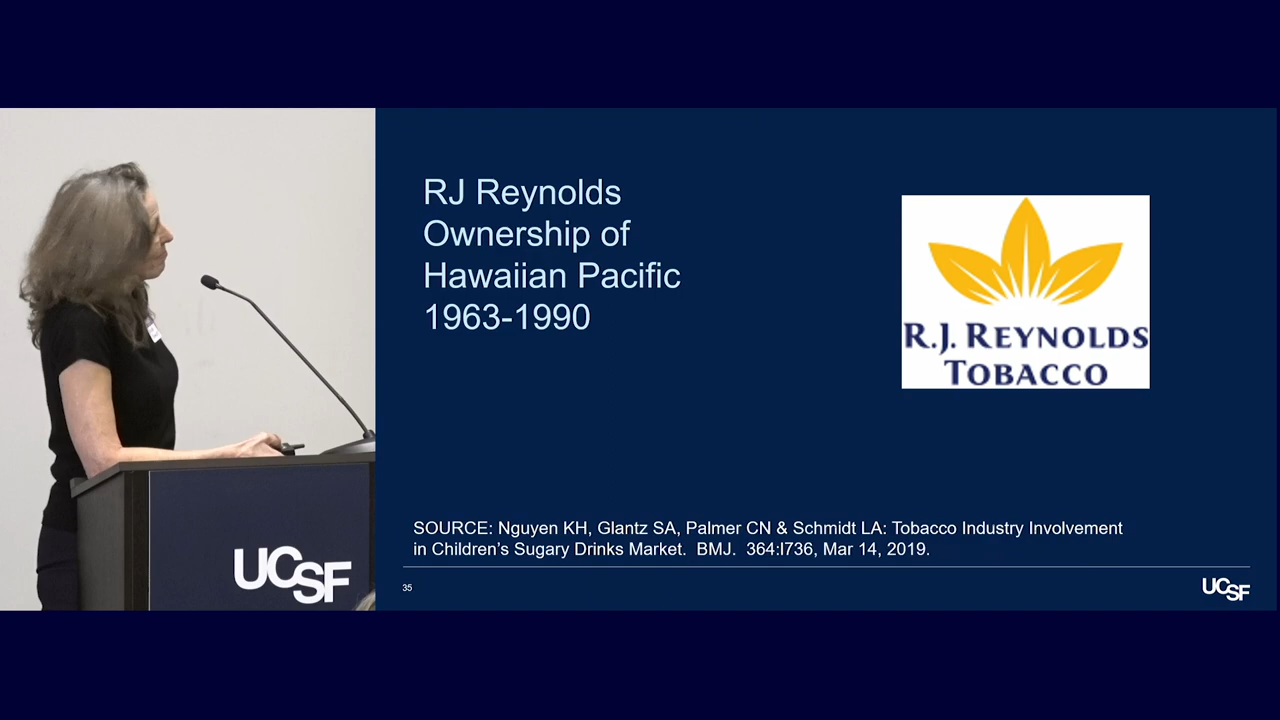 RJ Reynolds
Ownership of
Hawaiian Pacific
1963-1990
R.J. REYNOLDS
TOBACCO
SOURCE: Nguyen KH, Glantz SA, Palmer CN & Schmidt LA: Tobacco Industry Involvement
in Children's Sugary Drinks Market. BMJ. 364:l736, Mar 14, 2019.
35
UCSF
UCSF